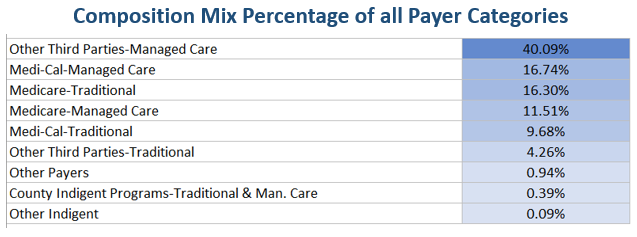 Composition Mix Percentage of all Payer Categories
Other Third Parties-Managed Care 40.09%
Medi-Cal-Managed Care 16.74%
Medicare-Traditional 16.30%
Medicare-Managed Care 11.51%
Medi-Cal-Traditional 9.68%
Other Third Parties-Traditional 4.26%
Other Payers 0.94%
County Indigent Programs-Traditional & Man. Care 0.39%
Other Indigent 0.09%